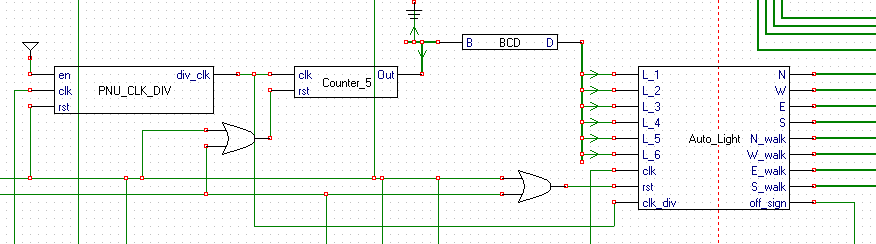 B BCD D
en div_clk
clk PNU_CLK_DIV
rst
clk Out
Counter_5
rst
L_1 N
L_2 W
L_3 E
L_4 S
L_5 Auto_Light N_walk
L_6 W_walk
clk E_walk
rst S_walk
clk_div off_sign